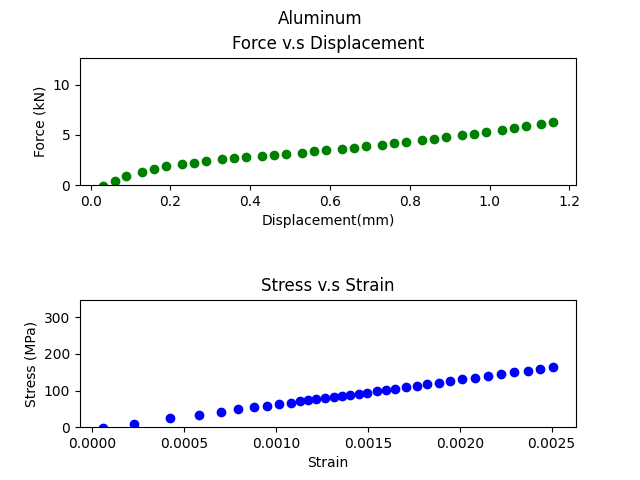 Aluminum
Force v.s Displacement
10
5
0
Force (kN)
0.0 0.2 0.4 0.6 0.8 1.0 1.2
Displacement(mm)
Stress v.s Strain
300
200
100
0
Stress (MPa)
0.0000 0.0005 0.0010 0.0015 0.0020 0.0025
Strain